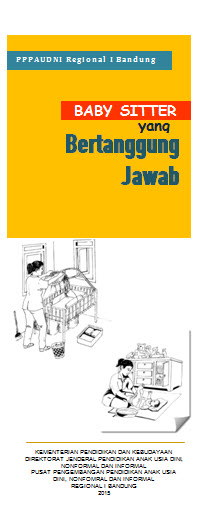 PPPAUDNI Regional I Bandung
BABY SITTER
yang
Bertanggung
Jawab
KEMENTERIAN PENDIDIKAN DAN KEBUDAYAAN
DIREKTORAT JENDERAL PENDIDIKAN ANAK USIA DINI,
NONFORMAL DAN INFORMAL
PUSAT PENGEMBANGAN PENDIDIKAN ANAK USIA
DINI, NONFOMRAL DAN INFORMAL
REGIONAL I BANDUNG
2015